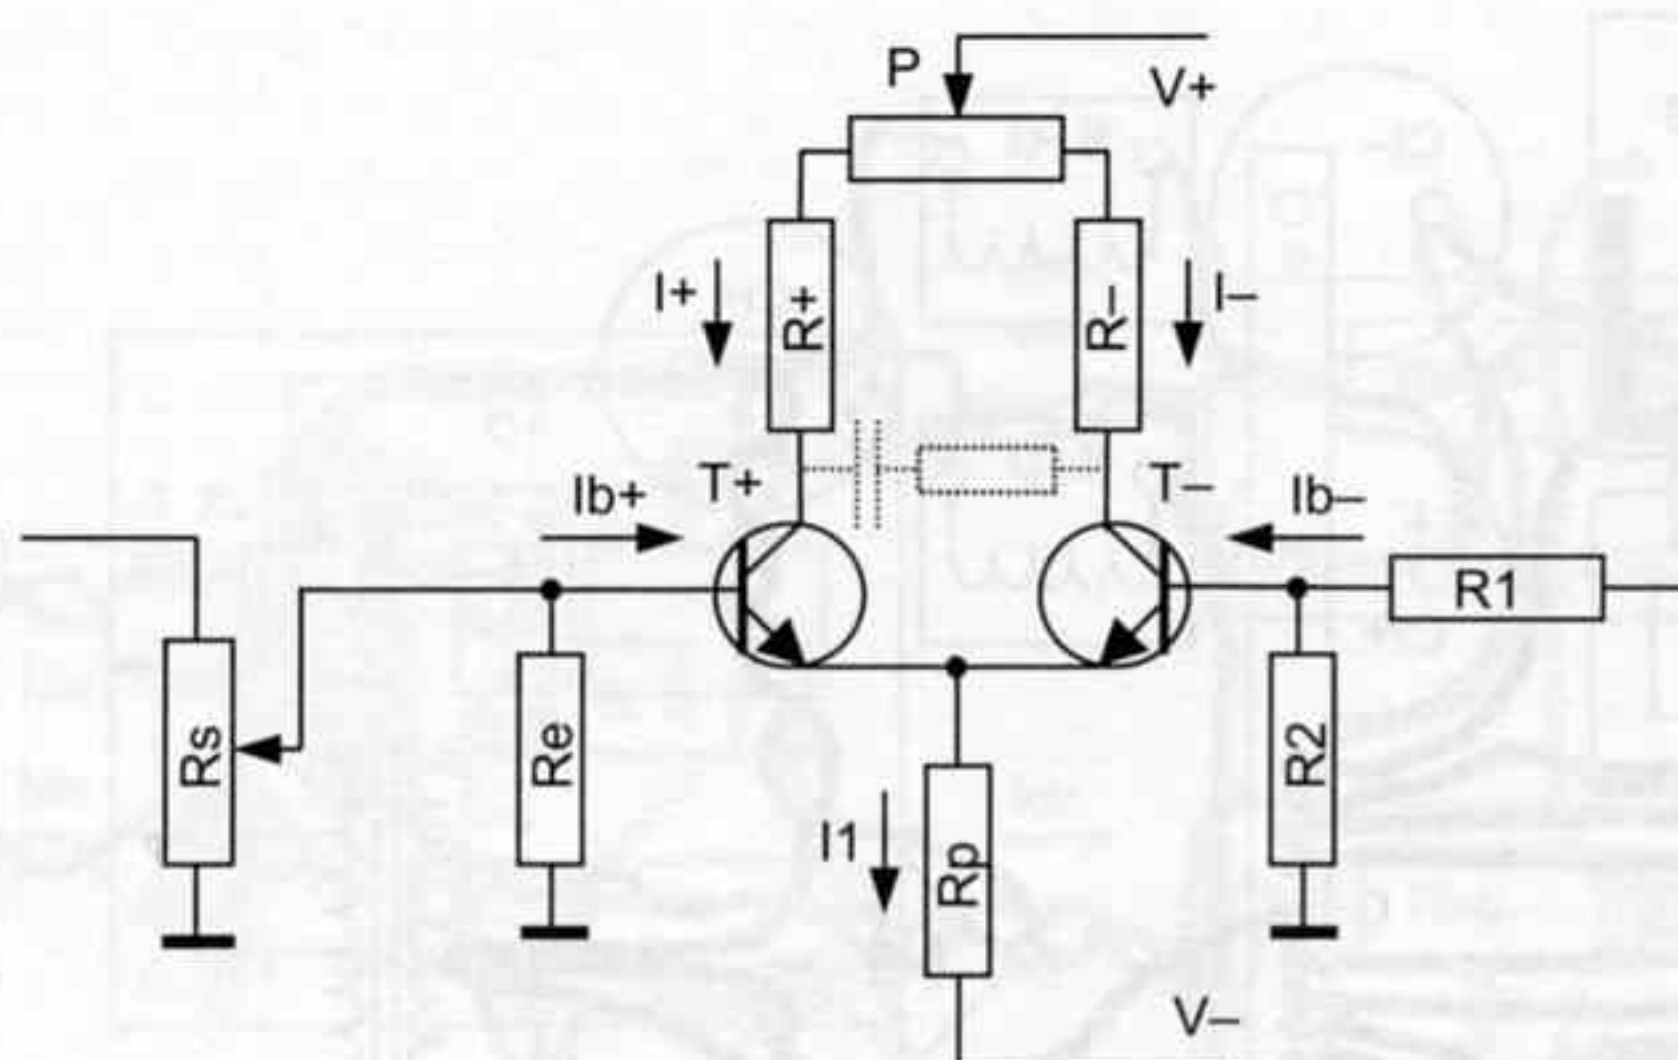 P
V+
I+
R+
R–
I–
T+
T–
Ib+
Ib–
R1
Rs
Re
R2
I1
Rp
V–